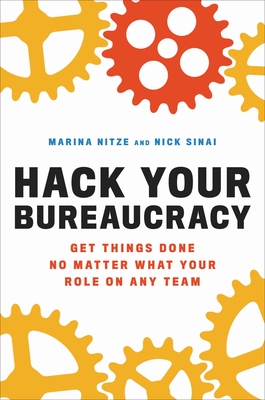 MARINA NITZE AND NICK SINAI
HACK YOUR
BUREAUCRACY
GET THINGS DONE
NO MATTER WHAT YOUR
ROLE ON ANY TEAM